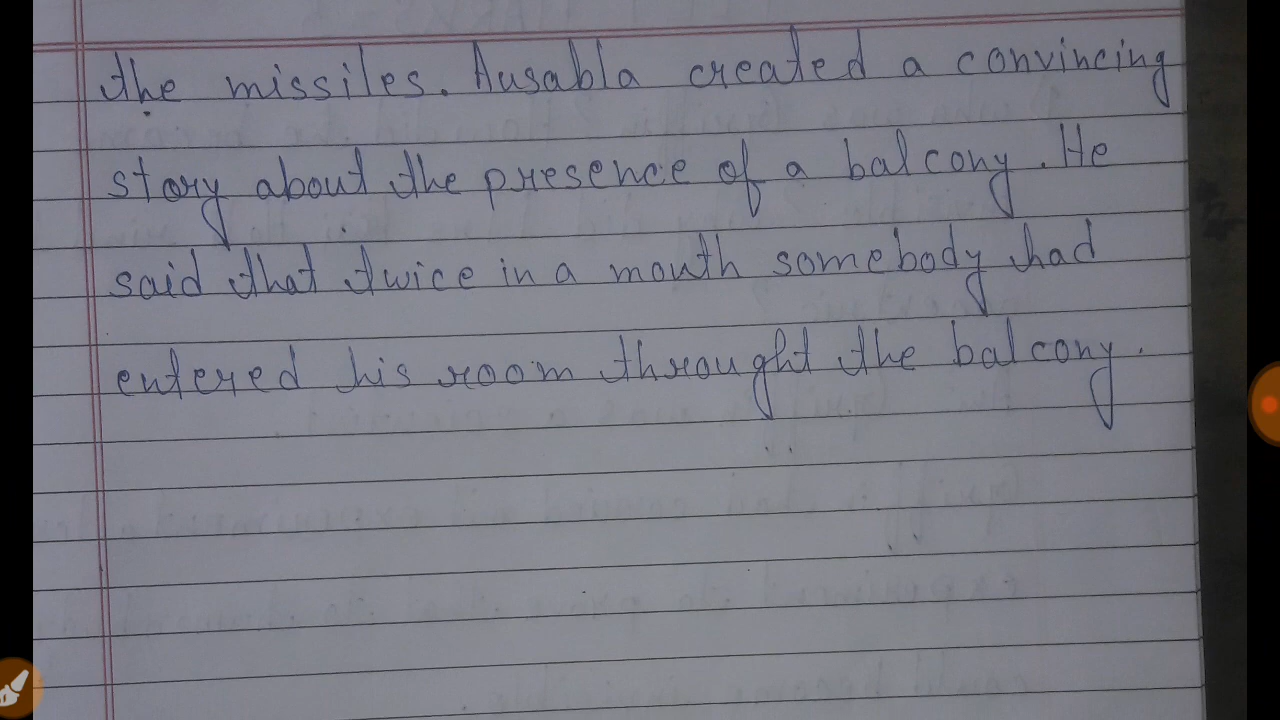 the missiles. Ausabla created a convincing
story about the presence of a balcony. He
said that twice in a month somebody had
entered his room throught the balcony.